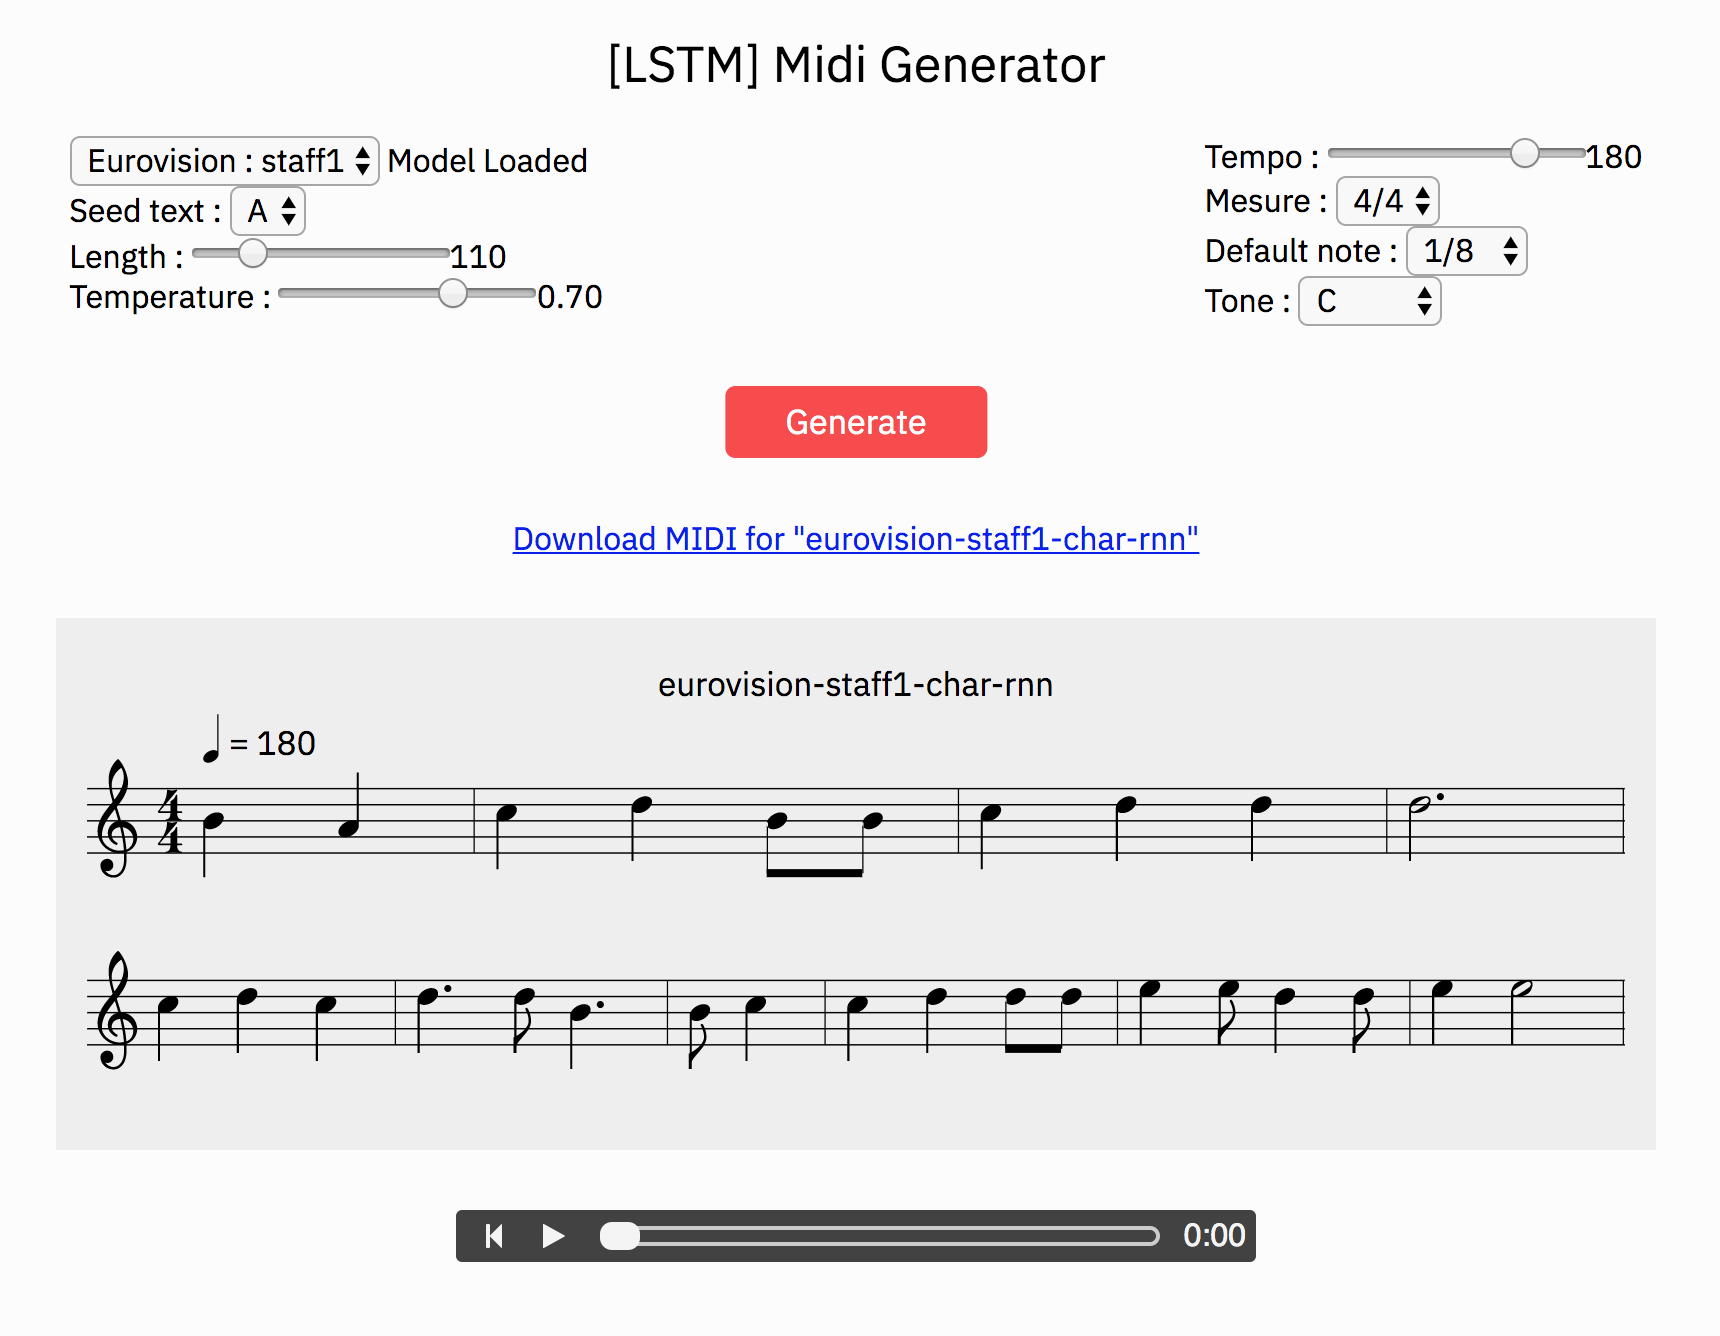 [LSTM] Midi Generator
Eurovision : staff1 Model Loaded
Seed text : A
Length : 110
Temperature : 0.70
Tempo : 180
Mesure : 4/4
Default note : 1/8
Tone : C
Generate
Download MIDI for "eurovision-staff1-char-rnn"
eurovision-staff1-char-rnn
= 180
4
4
0:00